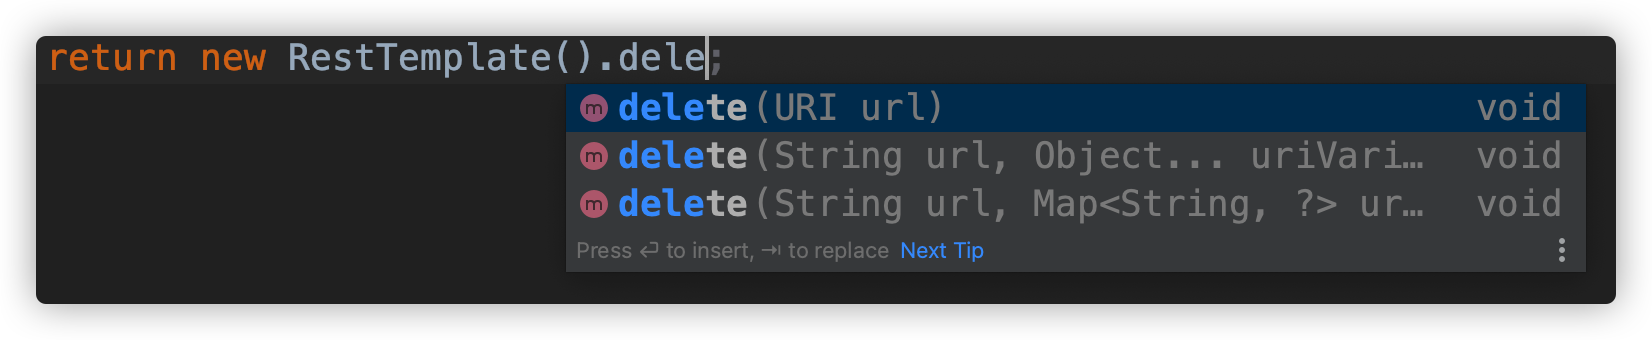 return new RestTemplate().dele;
m delete(URI url) void
m delete(String url, Object... uriVari… void
m delete(String url, Map<String, ?> ur… void
Press ⏎ to insert, ⇥ to replace Next Tip